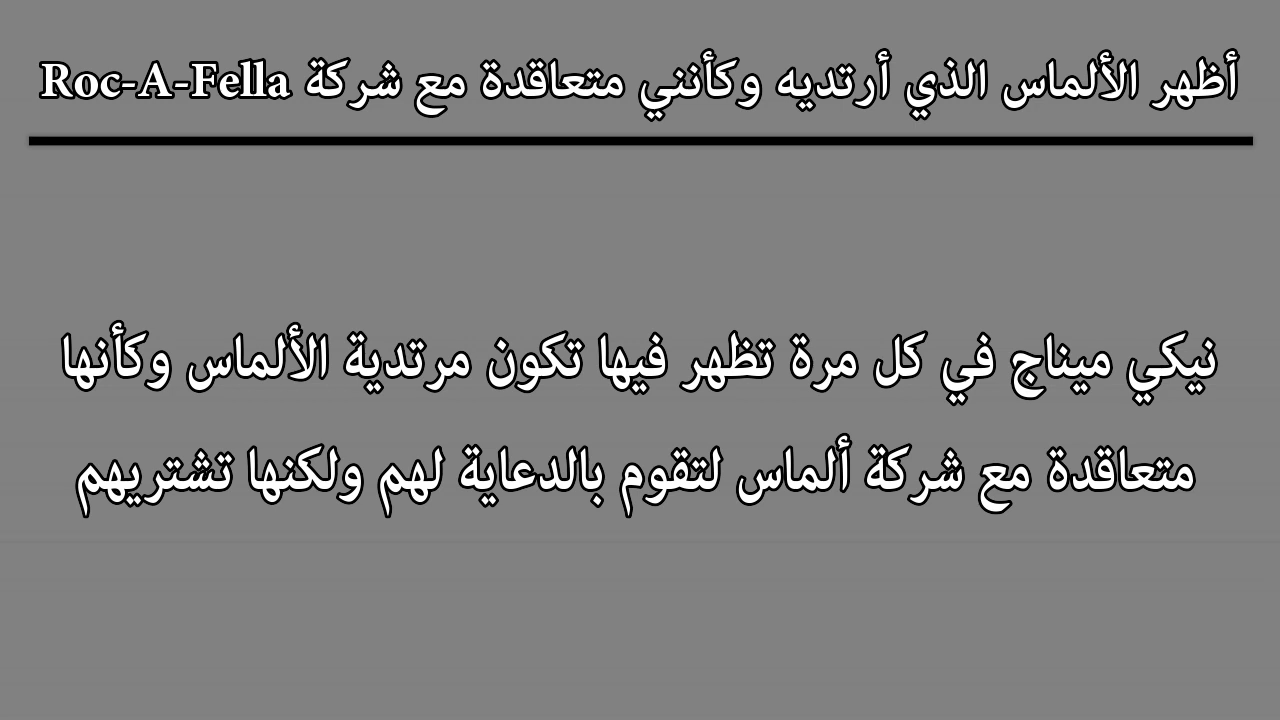 أظهر الألماس الذي أرتديه وكأنني متعاقدة مع شركة Roc-A-Fella
نيكي ميناج في كل مرة تظهر فيها تكون مرتدية الألماس وكأنها
متعاقدة مع شركة ألماس لتقوم بالدعاية لهم ولكنها تشتريهم